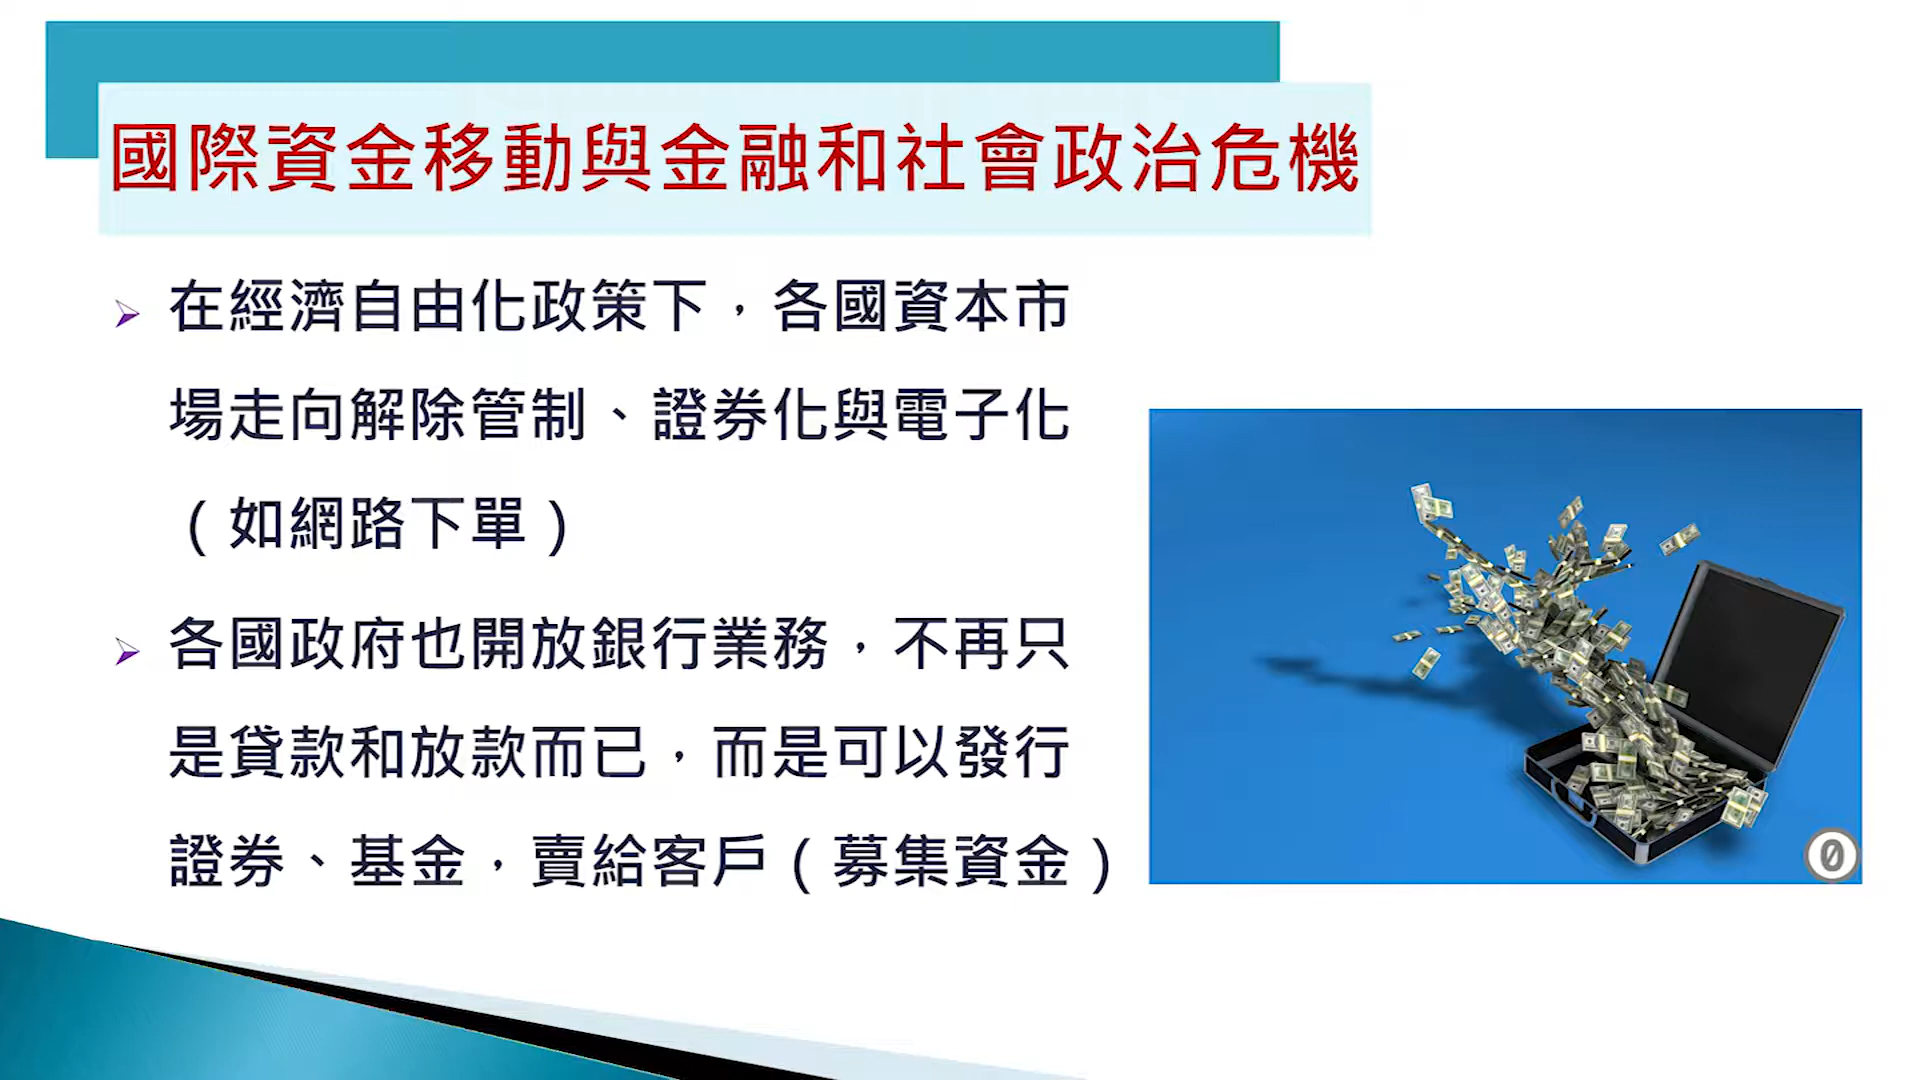 國際資金移動與金融和社會政治危機
在經濟自由化政策下，各國資本市
場走向解除管制、證券化與電子化
（如網路下單）
各國政府也開放銀行業務，不再只
是貸款和放款而已，而是可以發行
證券、基金，賣給客戶（募集資金）
0